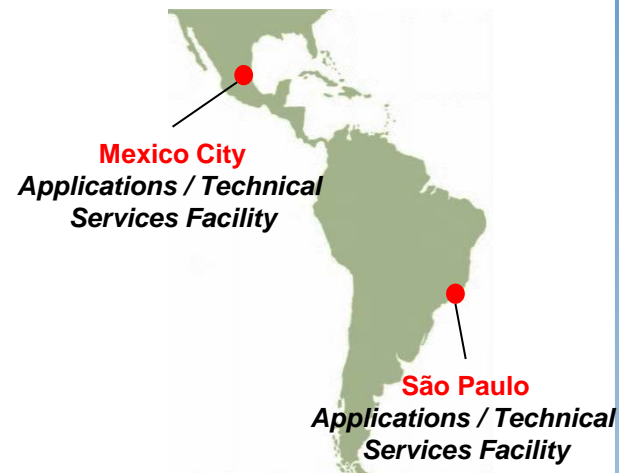 Mexico City
Applications / Technical
Services Facility
São Paulo
Applications / Technical
Services Facility